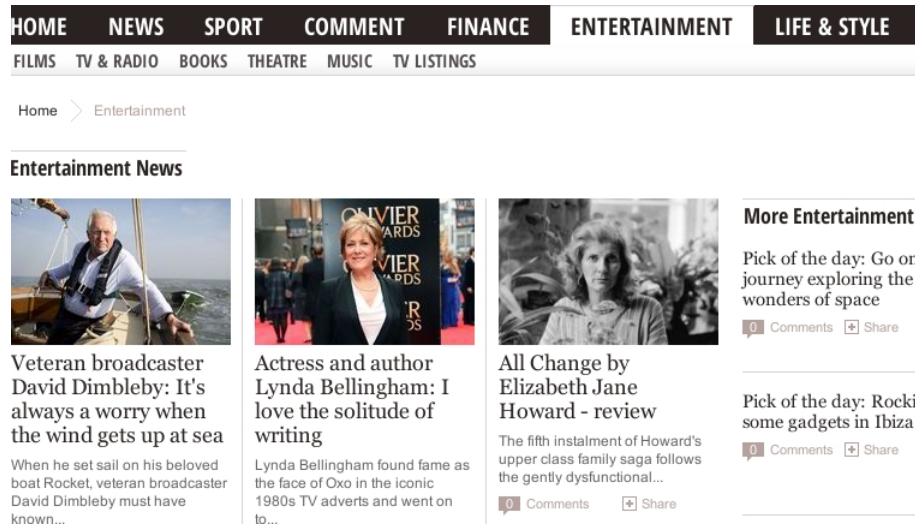 HOME NEWS SPORT COMMENT FINANCE ENTERTAINMENT LIFE & STYLE
FILMS TV & RADIO BOOKS THEATRE MUSIC TV LISTINGS
Home Entertainment
Entertainment News
OLIVIER
AWARDS
Veteran broadcaster
David Dimbleby: It's
always a worry when
the wind gets up at sea
When he set sail on his beloved
boat Rocket, veteran broadcaster
David Dimbleby must have
known...
Actress and author
Lynda Bellingham: I
love the solitude of
writing
Lynda Bellingham found fame as
the face of Oxo in the iconic
1980s TV adverts and went on
to...
All Change by
Elizabeth Jane
Howard - review
The fifth instalment of Howard's
upper class family saga follows
the gently dysfunctional...
0 Comments Share
More Entertainment
Pick of the day: Go on
journey exploring the
wonders of space
0 Comments Share
Pick of the day: Rocki
some gadgets in Ibiza
0 Comments Share